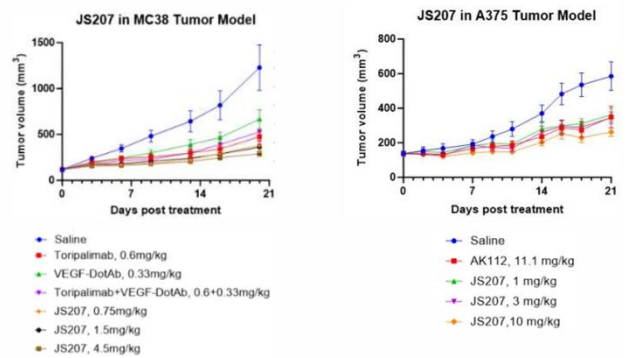 JS207 in MC38 Tumor Model
Tumor volume (mm³)
1500
1000
500
0
0 7 14 21
Days post treatment
Saline
Toripalimab, 0.6mg/kg
VEGF-DotAb, 0.33mg/kg
Toripalimab+VEGF-DotAb, 0.6+0.33mg/kg
JS207, 0.75mg/kg
JS207, 1.5mg/kg
JS207, 4.5mg/kg
JS207 in A375 Tumor Model
Tumor volume (mm³)
800
600
400
200
0
0 7 14 21
Days post treatment
Saline
AK112, 11.1 mg/kg
JS207, 1 mg/kg
JS207, 3 mg/kg
JS207,10 mg/kg